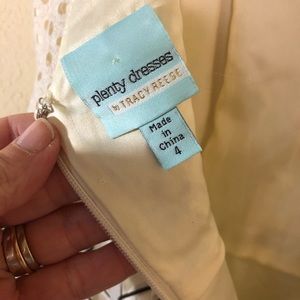 plenty dresses
by TRACY REESE
Made in
China
4